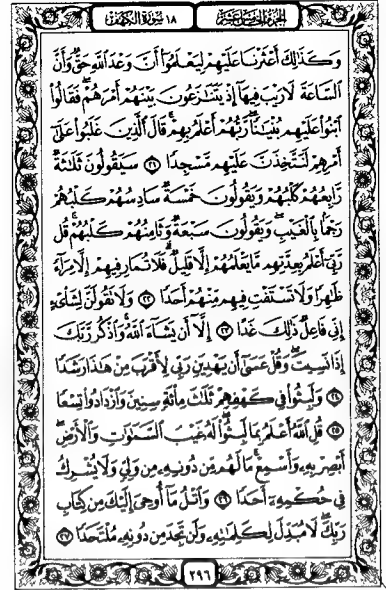 الجزء الخامس عشر
١٨ سورة الكهف
وَكَذَٰلِكَ أَعْثَرْنَا عَلَيْهِمْ لِيَعْلَمُوٓا۟ أَنَّ وَعْدَ ٱللَّهِ حَقٌّ وَأَنَّ
ٱلسَّاعَةَ لَا رَيْبَ فِيهَآ إِذْ يَتَنَٰزَعُونَ بَيْنَهُمْ أَمْرَهُمْ ۖ فَقَالُوا۟
ٱبْنُوا۟ عَلَيْهِم بُنْيَٰنًا ۖ رَّبُّهُمْ أَعْلَمُ بِهِمْ ۚ قَالَ ٱلَّذِينَ غَلَبُوا۟ عَلَىٰٓ
أَمْرِهِمْ لَنَتَّخِذَنَّ عَلَيْهِم مَّسْجِدًا ٢١ سَيَقُولُونَ ثَلَٰثَةٌ
رَّابِعُهُمْ كَلْبُهُمْ وَيَقُولُونَ خَمْسَةٌ سَادِسُهُمْ كَلْبُهُمْ
رَجْمًۢا بِٱلْغَيْبِ ۖ وَيَقُولُونَ سَبْعَةٌ وَثَامِنُهُمْ كَلْبُهُمْ ۚ قُل
رَّبِّىٓ أَعْلَمُ بِعِدَّتِهِم مَّا يَعْلَمُهُمْ إِلَّا قَلِيلٌ ۗ فَلَا تُمَارِ فِيهِمْ إِلَّا مِرَآءً
ظَٰهِرًا وَلَا تَسْتَفْتِ فِيهِم مِّنْهُمْ أَحَدًا ٢٢ وَلَا تَقُولَنَّ لِشَا۟ىْءٍ
إِنِّى فَاعِلٌ ذَٰلِكَ غَدًا ٢٣ إِلَّآ أَن يَشَآءَ ٱللَّهُ ۚ وَٱذْكُر رَّبَّكَ
إِذَا نَسِيتَ وَقُلْ عَسَىٰٓ أَن يَهْدِيَنِ رَبِّى لِأَقْرَبَ مِنْ هَٰذَا رَشَدًا
٢٤ وَلَبِثُوا۟ فِى كَهْفِهِمْ ثَلَٰثَ مِا۟ئَةٍ سِنِينَ وَٱزْدَادُوا۟ تِسْعًا
٢٥ قُلِ ٱللَّهُ أَعْلَمُ بِمَا لَبِثُوا۟ ۖ لَهُۥ غَيْبُ ٱلسَّمَٰوَٰتِ وَٱلْأَرْضِ ۖ
أَبْصِرْ بِهِۦ وَأَسْمِعْ ۚ مَا لَهُم مِّن دُونِهِۦ مِن وَلِىٍّ وَلَا يُشْرِكُ
فِى حُكْمِهِۦٓ أَحَدًا ٢٦ وَٱتْلُ مَآ أُوحِىَ إِلَيْكَ مِن كِتَابِ
رَبِّكَ ۖ لَا مُبَدِّلَ لِكَلِمَٰتِهِۦ وَلَن تَجِدَ مِن دُونِهِۦ مُلْتَحَدًا ٢٧
٢٩٦